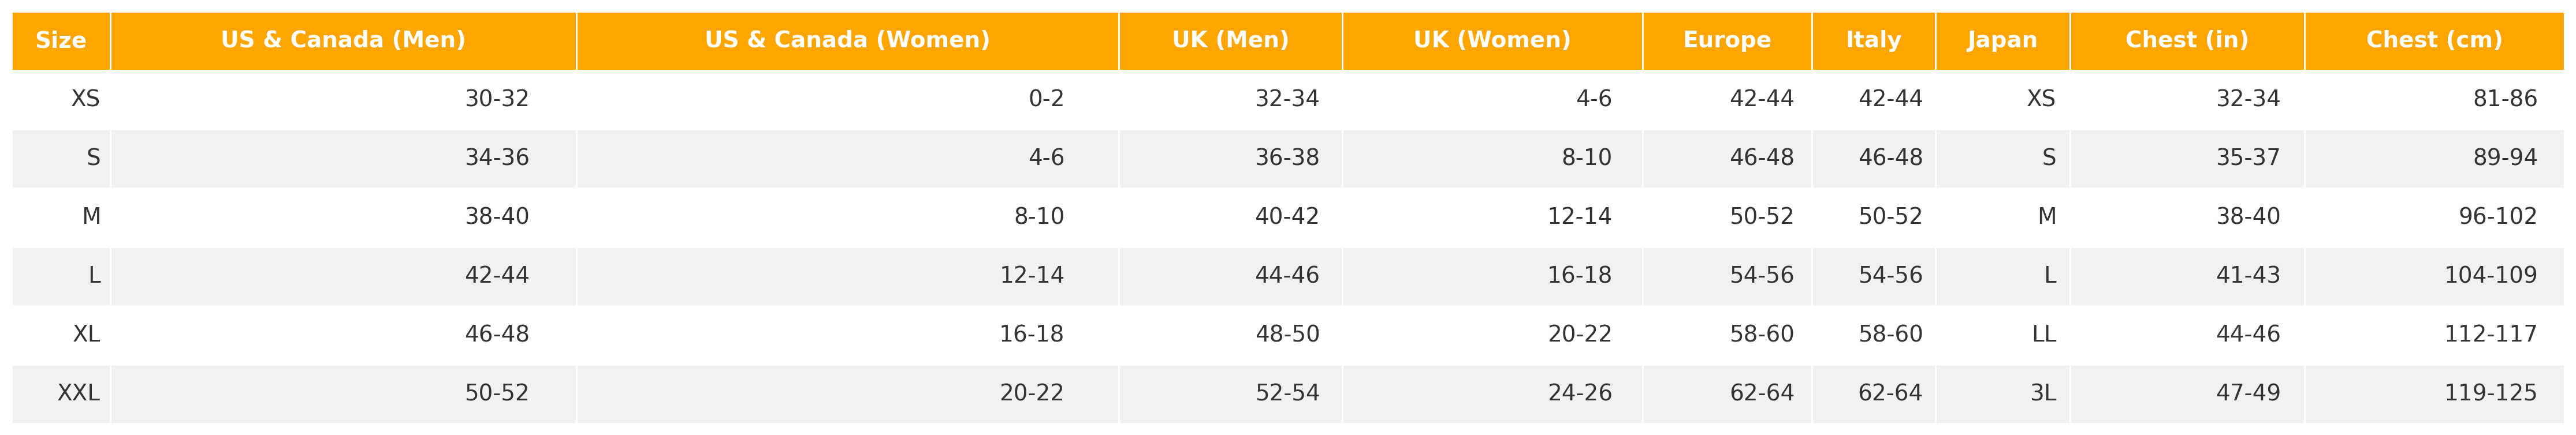 Size US & Canada (Men) US & Canada (Women) UK (Men) UK (Women) Europe Italy Japan Chest (in) Chest (cm)
XS 30-32 0-2 32-34 4-6 42-44 42-44 XS 32-34 81-86
S 34-36 4-6 36-38 8-10 46-48 46-48 S 35-37 89-94
M 38-40 8-10 40-42 12-14 50-52 50-52 M 38-40 96-102
L 42-44 12-14 44-46 16-18 54-56 54-56 L 41-43 104-109
XL 46-48 16-18 48-50 20-22 58-60 58-60 LL 44-46 112-117
XXL 50-52 20-22 52-54 24-26 62-64 62-64 3L 47-49 119-125